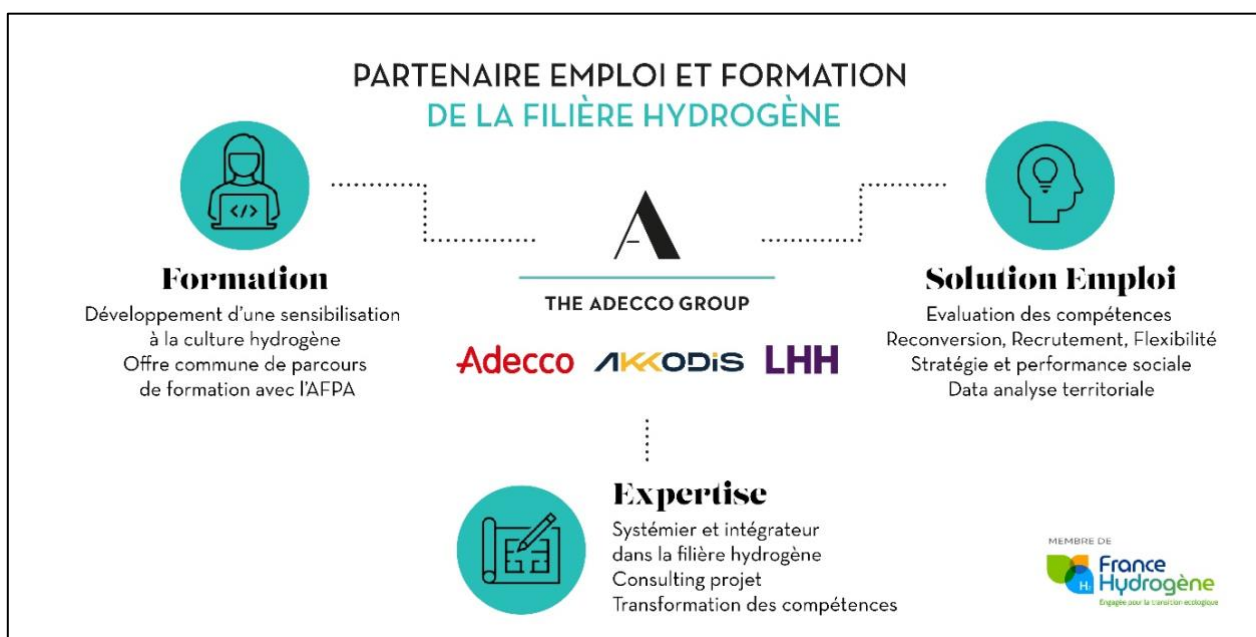 PARTENAIRE EMPLOI ET FORMATION
DE LA FILIÈRE HYDROGÈNE
</>
Formation
Développement d'une sensibilisation
à la culture hydrogène
Offre commune de parcours
de formation avec l'AFPA
A
THE ADECCO GROUP
Adecco AKKODIS LHH
Solution Emploi
Evaluation des compétences
Reconversion, Recrutement, Flexibilité
Stratégie et performance sociale
Data analyse territoriale
Expertise
Systémier et intégrateur
dans la filière hydrogène
Consulting projet
Transformation des compétences
MEMBRE DE
France
Hydrogène
H₂
Engagée pour la transition écologique